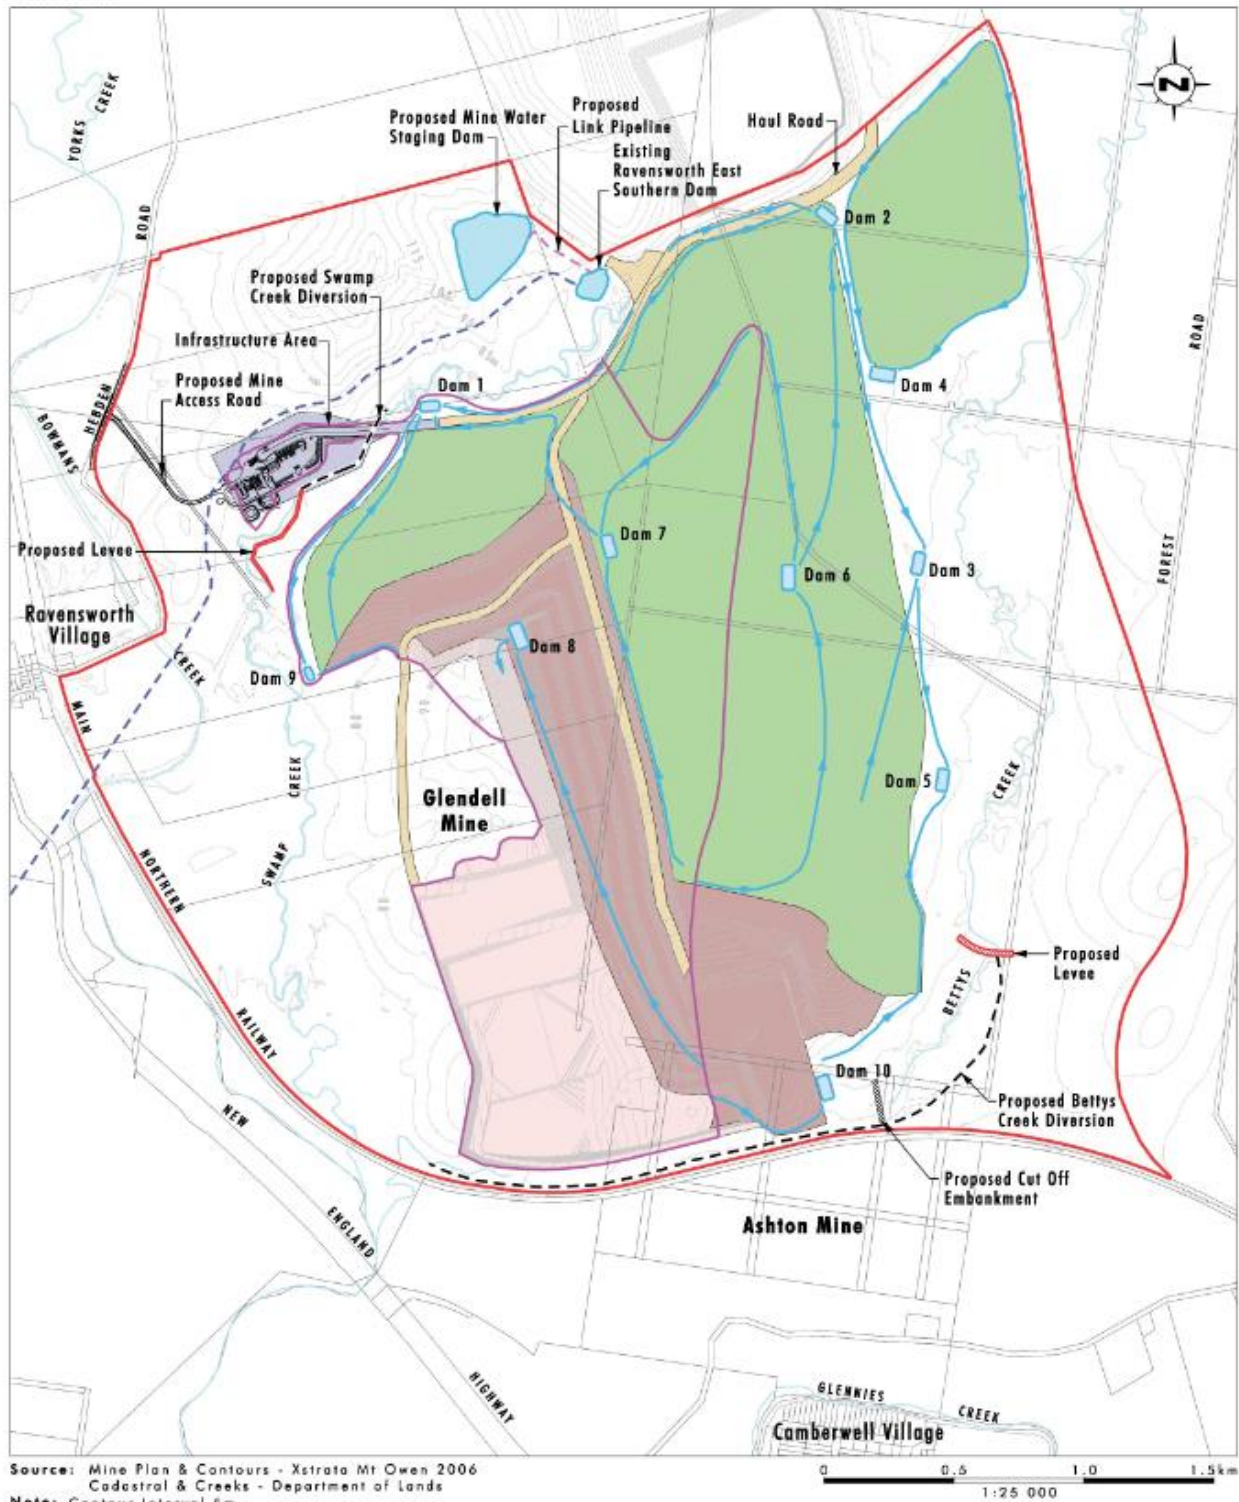 YORKS CREEK
Proposed Mine Water
Staging Dam
Proposed
Link Pipeline
Existing
Ravensworth East
Southern Dam
Haul Road
N
Dam 2
ROAD
Proposed Swamp
Creek Diversion
Infrastructure Area
Proposed Mine
Access Road
Dam 1
Dam 4
ROAD
HEBDEN
BOWMANS
115
Proposed Levee
Dam 7
Dam 3
Dam 6
FOREST
Ravensworth
Village
CREEK
Dam 8
Dam 9
MAIN
CREEK
Glendell
Mine
Dam 5
CREEK
SWAMP
NORTHERN
Proposed
Levee
BETTYS
RAILWAY
Dam 10
NEW
Proposed Bettys
Creek Diversion
Proposed Cut Off
Embankment
ENGLAND
Ashton Mine
HIGHWAY
GLENNIES
CREEK
Camberwell Village
Source: Mine Plan & Contours - Xstrata Mt Owen 2006
Cadastral & Creeks - Department of Lands
0 0.5 1.0 1.5km
1:25 000
Note: Contour Interval 5m